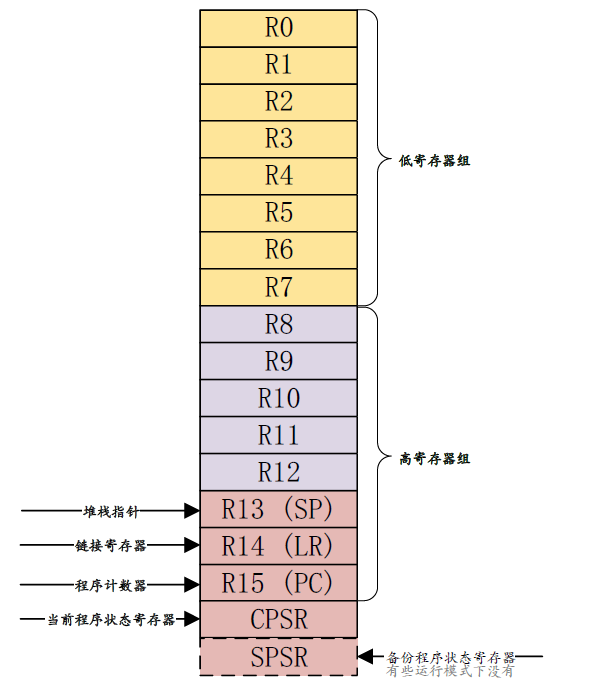 R0
R1
R2
R3
低寄存器组
R4
R5
R6
R7
R8
R9
R10
R11
高寄存器组
R12
堆栈指针 R13 (SP)
链接寄存器 R14 (LR)
程序计数器 R15 (PC)
当前程序状态寄存器 CPSR
SPSR 备份程序状态寄存器
有些运行模式下没有